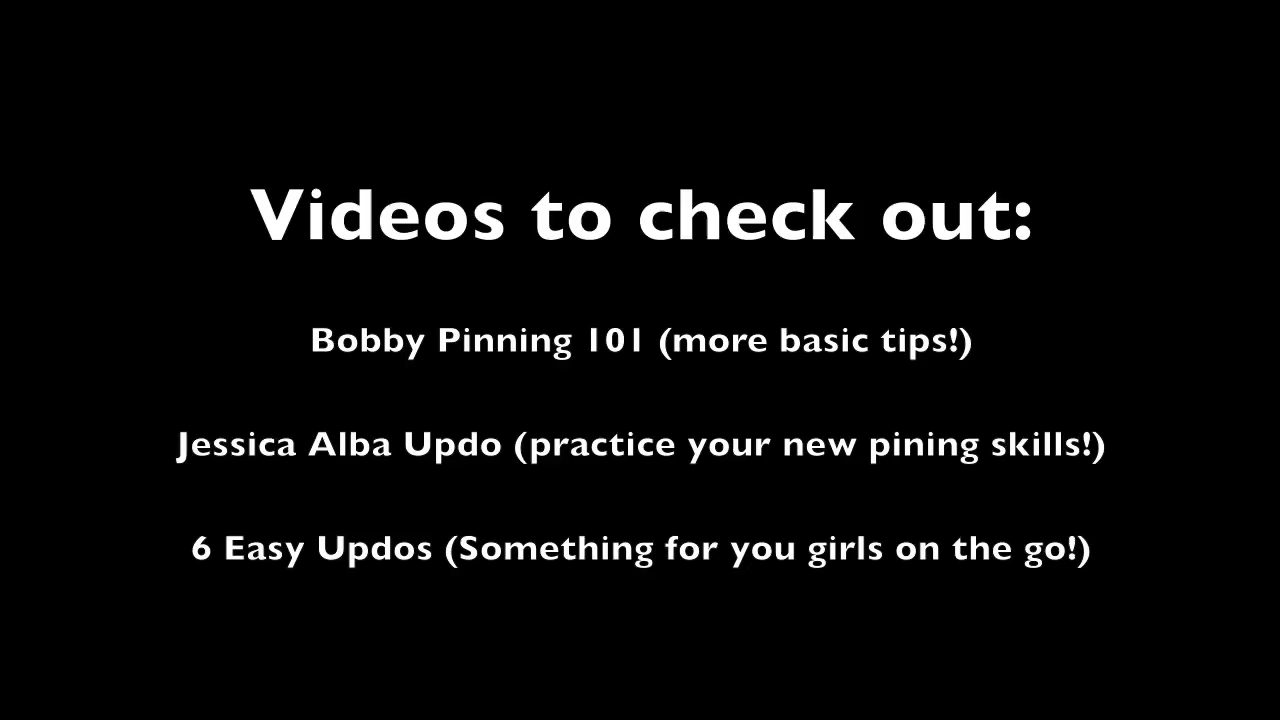 Videos to check out:
Bobby Pinning 101 (more basic tips!)
Jessica Alba Updo (practice your new pining skills!)
6 Easy Updos (Something for you girls on the go!)